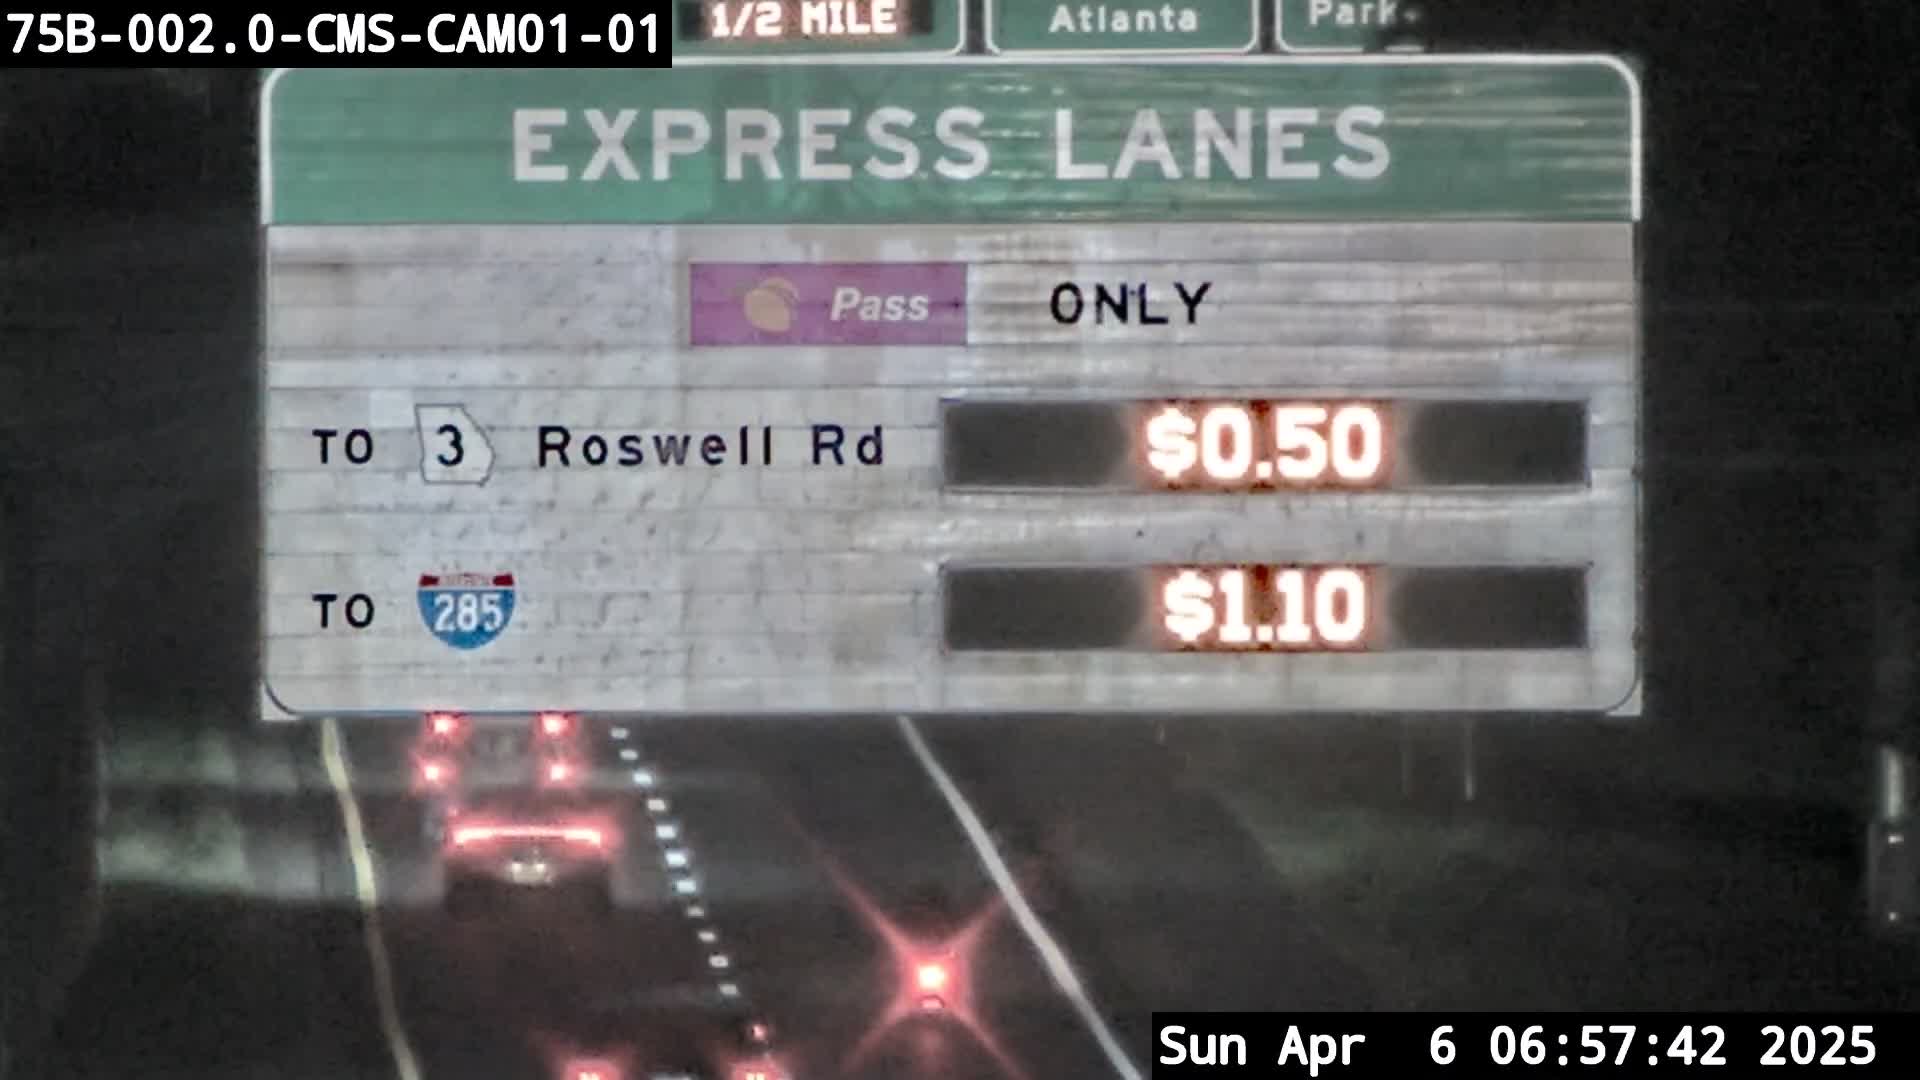 75B-002.0-CMS-CAM01-01
1/2 MILE
Atlanta
Park
EXPRESS LANES
Pass ONLY
TO 3 Roswell Rd $0.50
TO 285 $1.10
Sun Apr 6 06:57:42 2025